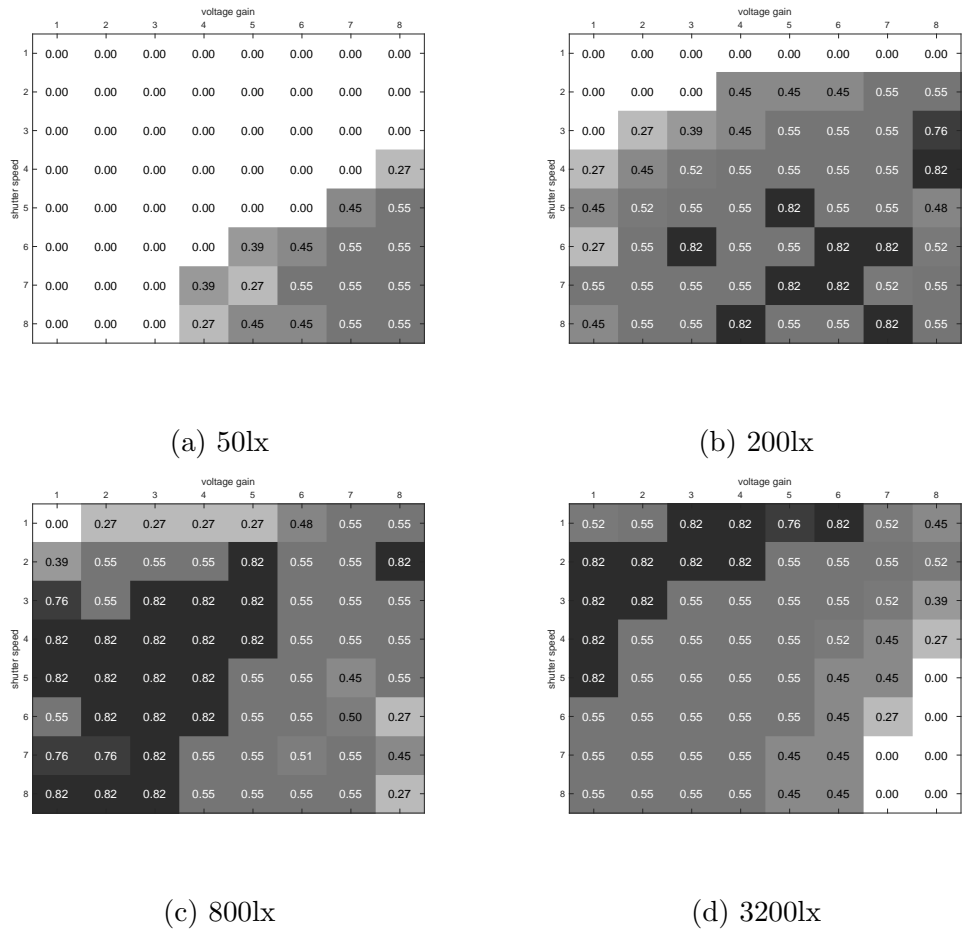 voltage gain
1 2 3 4 5 6 7 8
shutter speed
1 0.00 0.00 0.00 0.00 0.00 0.00 0.00 0.00
2 0.00 0.00 0.00 0.00 0.00 0.00 0.00 0.00
3 0.00 0.00 0.00 0.00 0.00 0.00 0.00 0.00
4 0.00 0.00 0.00 0.00 0.00 0.00 0.00 0.27
5 0.00 0.00 0.00 0.00 0.00 0.00 0.45 0.55
6 0.00 0.00 0.00 0.00 0.39 0.45 0.55 0.55
7 0.00 0.00 0.00 0.39 0.27 0.55 0.55 0.55
8 0.00 0.00 0.00 0.27 0.45 0.45 0.55 0.55
(a) 50lx
voltage gain
1 2 3 4 5 6 7 8
shutter speed
1 0.00 0.00 0.00 0.00 0.00 0.00 0.00 0.00
2 0.00 0.00 0.00 0.45 0.45 0.45 0.55 0.55
3 0.00 0.27 0.39 0.45 0.55 0.55 0.55 0.76
4 0.27 0.45 0.52 0.55 0.55 0.55 0.55 0.82
5 0.45 0.52 0.55 0.55 0.82 0.55 0.55 0.48
6 0.27 0.55 0.82 0.55 0.55 0.82 0.82 0.52
7 0.55 0.55 0.55 0.55 0.82 0.82 0.52 0.55
8 0.45 0.55 0.55 0.82 0.55 0.55 0.82 0.55
(b) 200lx
voltage gain
1 2 3 4 5 6 7 8
shutter speed
1 0.00 0.27 0.27 0.27 0.27 0.48 0.55 0.55
2 0.39 0.55 0.55 0.55 0.82 0.55 0.55 0.82
3 0.76 0.55 0.82 0.82 0.82 0.55 0.55 0.55
4 0.82 0.82 0.82 0.82 0.82 0.55 0.55 0.55
5 0.82 0.82 0.82 0.82 0.55 0.55 0.45 0.55
6 0.55 0.82 0.82 0.82 0.55 0.55 0.50 0.27
7 0.76 0.76 0.82 0.55 0.55 0.51 0.55 0.45
8 0.82 0.82 0.82 0.55 0.55 0.55 0.55 0.27
(c) 800lx
voltage gain
1 2 3 4 5 6 7 8
shutter speed
1 0.52 0.55 0.82 0.82 0.76 0.82 0.52 0.45
2 0.82 0.82 0.82 0.82 0.55 0.55 0.55 0.52
3 0.82 0.82 0.55 0.55 0.55 0.55 0.52 0.39
4 0.82 0.55 0.55 0.55 0.55 0.52 0.45 0.27
5 0.82 0.55 0.55 0.55 0.55 0.45 0.45 0.00
6 0.55 0.55 0.55 0.55 0.55 0.45 0.27 0.00
7 0.55 0.55 0.55 0.55 0.45 0.45 0.00 0.00
8 0.55 0.55 0.55 0.55 0.45 0.45 0.00 0.00
(d) 3200lx